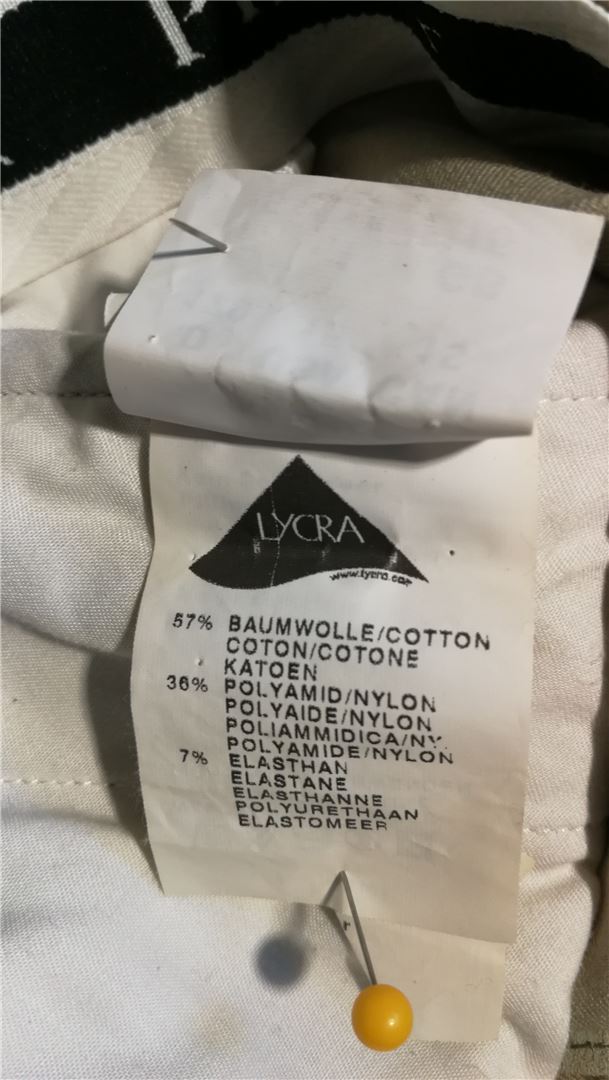 LYCRA
www.lycra.com
57% BAUMWOLLE/COTTON
COTON/COTONE
KATOEN
36% POLYAMID/NYLON
POLYAIDE/NYLON
POLIAMMIDICA/NY.
POLYAMIDE/NYLON
7% ELASTHAN
ELASTANE
ELASTHANNE
POLYURETHAAN
ELASTOMEER